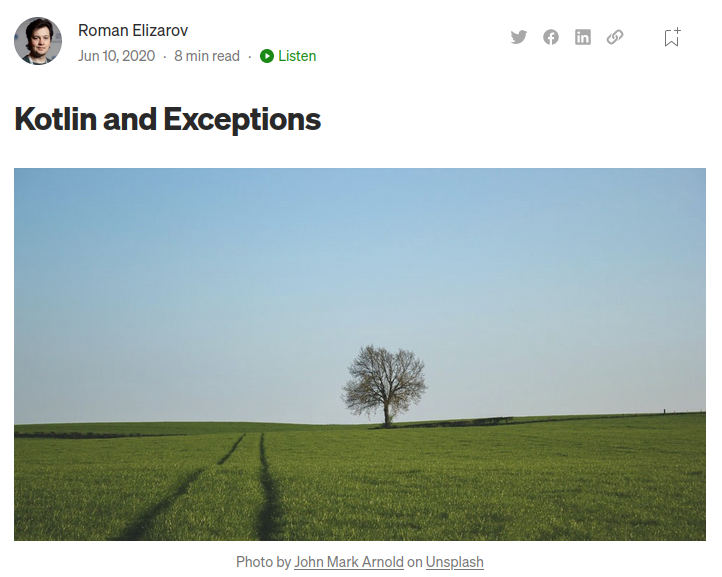 Roman Elizarov
Jun 10, 2020 · 8 min read · Listen
Kotlin and Exceptions
Photo by John Mark Arnold on Unsplash